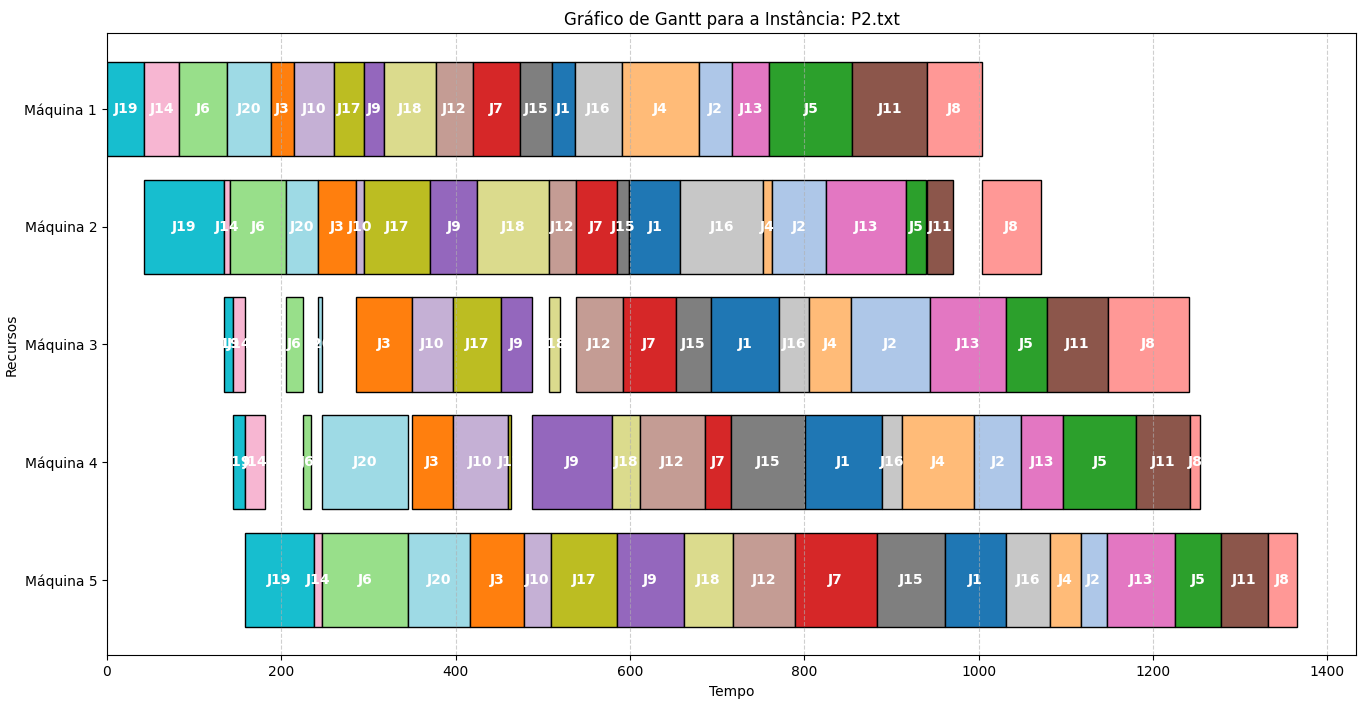 Gráfico de Gantt para a Instância: P2.txt
Recursos
Máquina 1
J19 J14 J6 J20 J3 J10 J17 J9 J18 J12 J7 J15 J1 J16 J4 J2 J13 J5 J11 J8
Máquina 2
J19 J14 J6 J20 J3 J10 J17 J9 J18 J12 J7 J15 J1 J16 J4 J2 J13 J5 J11 J8
Máquina 3
J14 J6 J3 J10 J17 J9 J12 J7 J15 J1 J16 J4 J2 J13 J5 J11 J8
Máquina 4
J19 J14 J6 J20 J3 J10 J9 J18 J12 J7 J15 J1 J16 J4 J2 J13 J5 J11 J8
Máquina 5
J19 J14 J6 J20 J3 J10 J17 J9 J18 J12 J7 J15 J1 J16 J4 J2 J13 J5 J11 J8
0 200 400 600 800 1000 1200 1400
Tempo